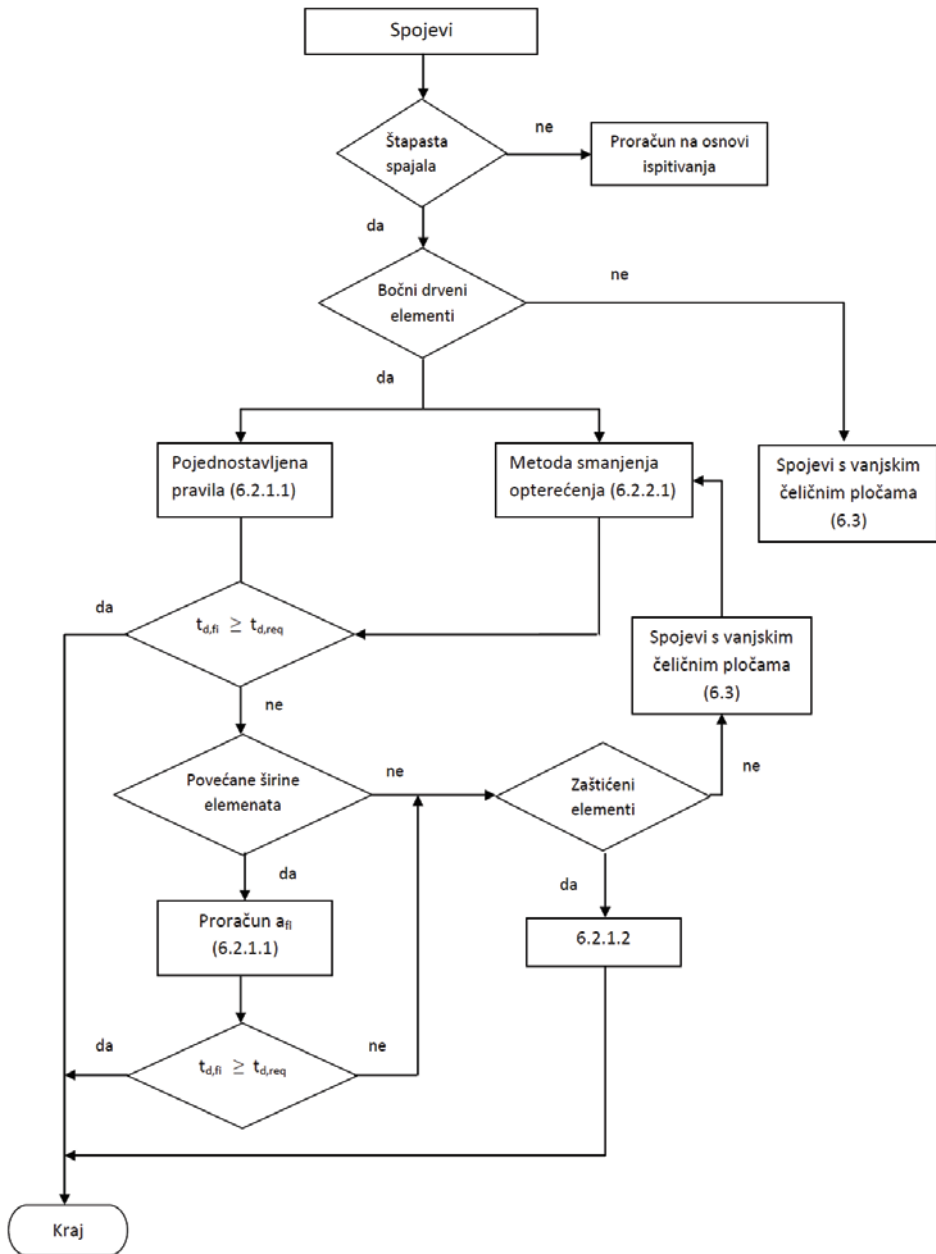 Spojevi
Štapasta
spajala
ne
Proračun na osnovi
ispitivanja
da
Bočni drveni
elementi
ne
da
Pojednostavljena
pravila (6.2.1.1)
Metoda smanjenja
opterećenja (6.2.2.1)
Spojevi s vanjskim
čeličnim pločama
(6.3)
da
t_d,fi ≥ t_d,req
Spojevi s vanjskim
čeličnim pločama
(6.3)
ne
Povećane širine
elemenata
ne
Zaštićeni
elementi
ne
da
da
Proračun a_fi
(6.2.1.1)
6.2.1.2
da
t_d,fi ≥ t_d,req
ne
Kraj